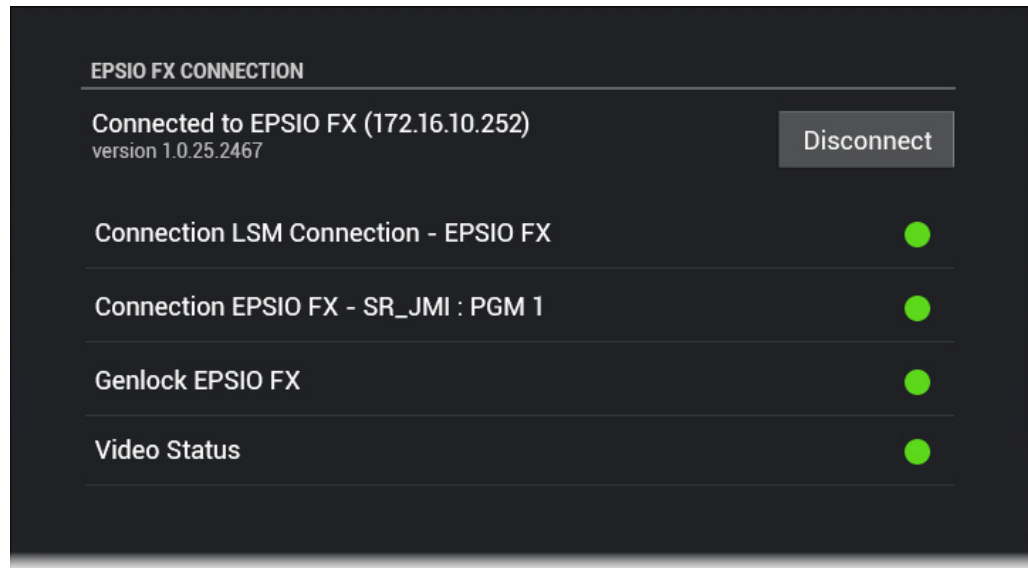 EPSIO FX CONNECTION
Connected to EPSIO FX (172.16.10.252)
version 1.0.25.2467
Disconnect
Connection LSM Connection - EPSIO FX
Connection EPSIO FX - SR_JMI : PGM 1
Genlock EPSIO FX
Video Status